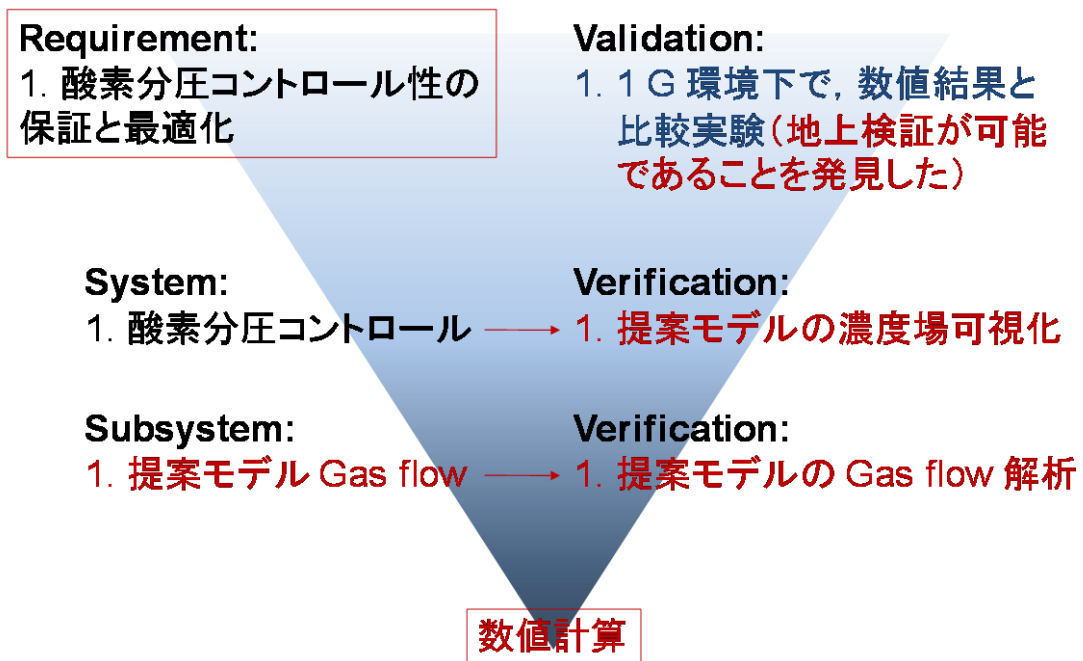 Requirement:
1. 酸素分圧コントロール性の
保証と最適化
Validation:
1. 1 G 環境下で, 数値結果と
比較実験(地上検証が可能
であることを発見した)
System:
1. 酸素分圧コントロール
Verification:
1. 提案モデルの濃度場可視化
Subsystem:
1. 提案モデル Gas flow
Verification:
1. 提案モデルの Gas flow 解析
数値計算